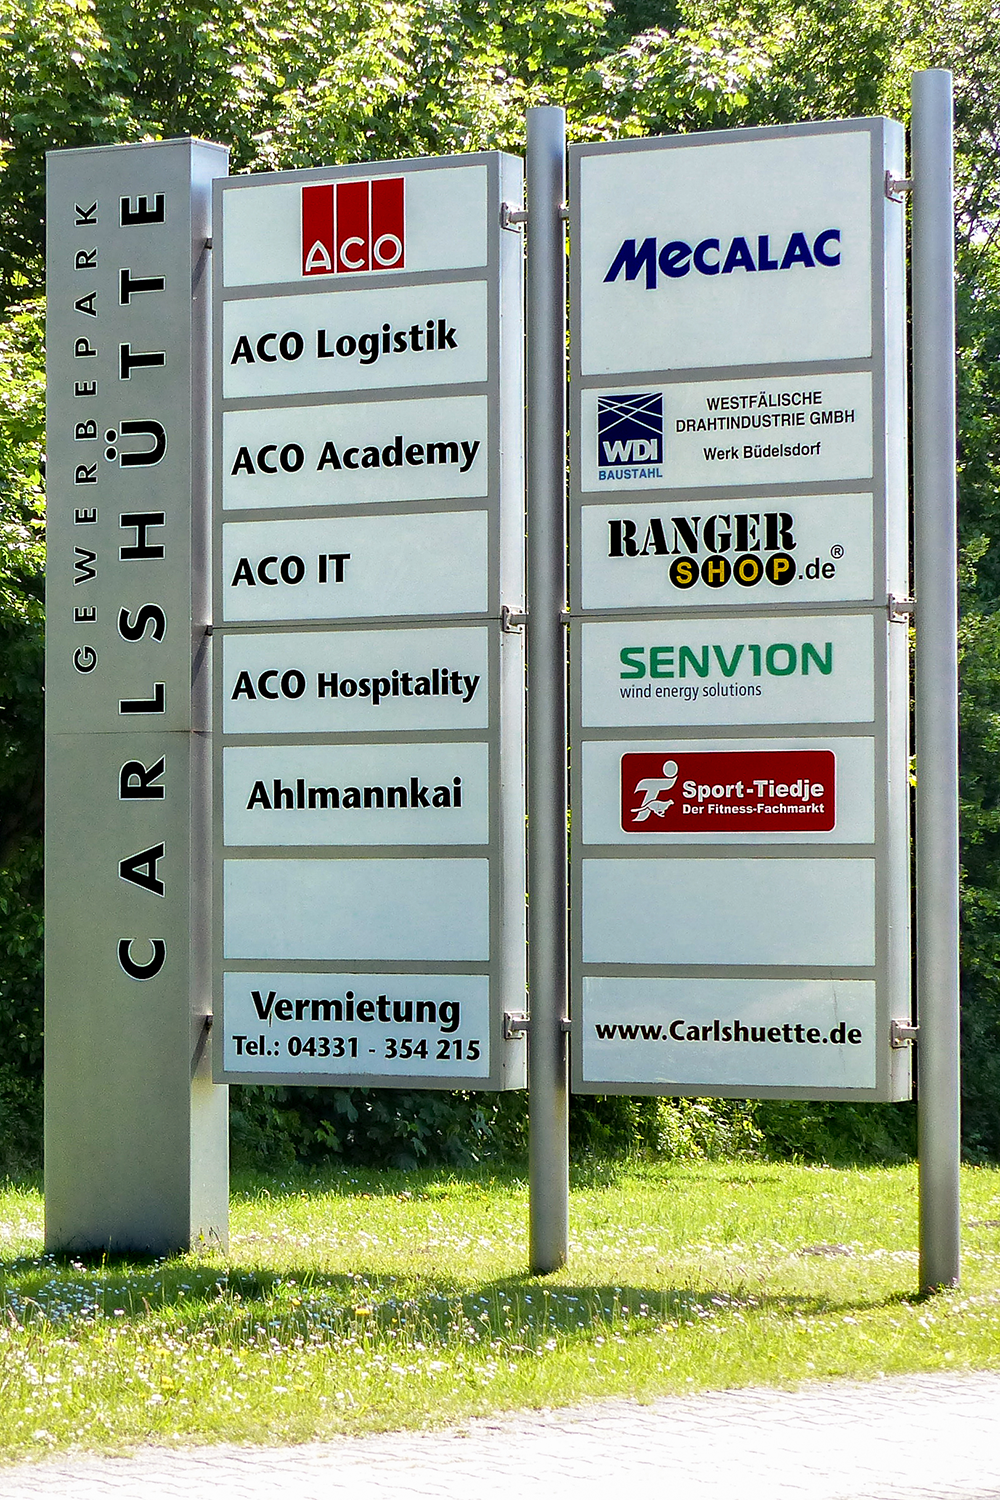 GEWERBEPARK
CARLSHÜTTE
ACO
ACO Logistik
ACO Academy
ACO IT
ACO Hospitality
Ahlmannkai
Vermietung
Tel.: 04331 - 354 215
MECALAC
WDI
BAUSTAHL
WESTFÄLISCHE
DRAHTINDUSTRIE GMBH
Werk Büdelsdorf
RANGER
SHOP.de®
SENVION
wind energy solutions
Sport-Tiedje
Der Fitness-Fachmarkt
www.Carlshuette.de